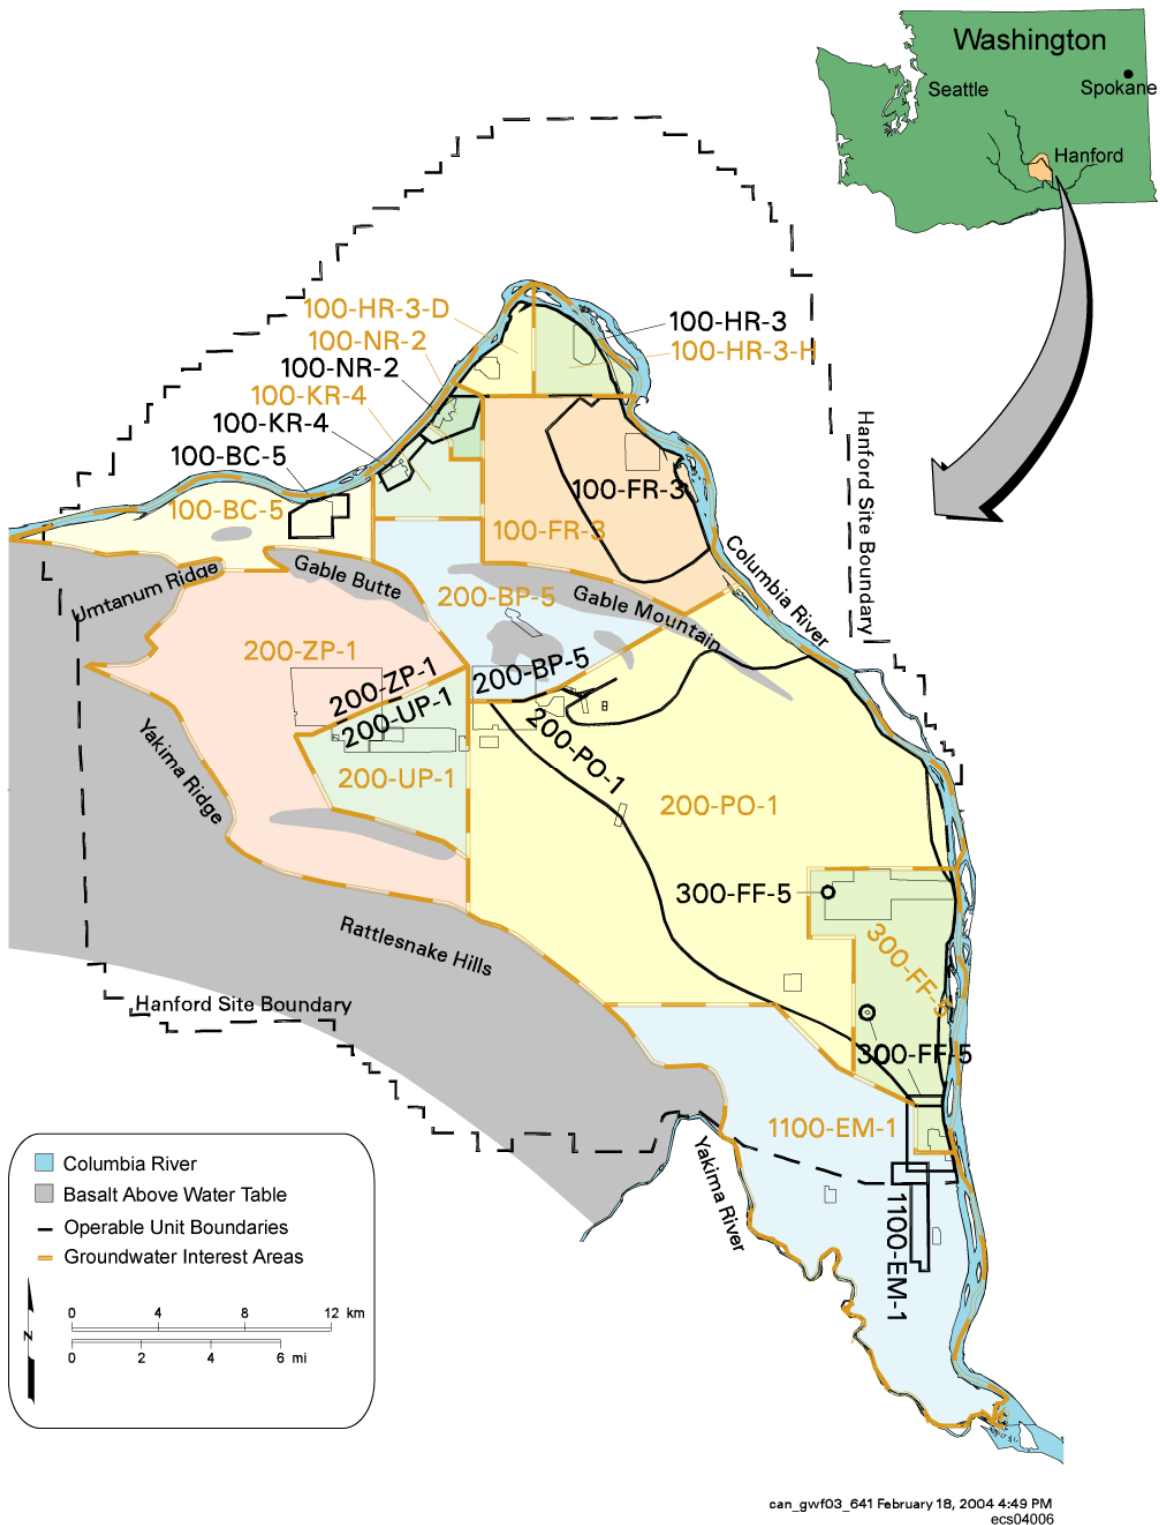 Washington
Seattle
Spokane
Hanford
100-HR-3-D
100-HR-3
100-NR-2
100-HR-3-H
100-NR-2
100-KR-4
100-KR-4
100-BC-5
100-BC-5
100-FR-3
100-FR-3
Hanford Site Boundary
Columbia River
Umtanum Ridge
Gable Butte
200-BP-5
Gable Mountain
200-ZP-1
200-ZP-1
200-BP-5
200-UP-1
200-PO-1
Yakima Ridge
200-UP-1
200-PO-1
300-FF-5
300-FF-5
Rattlesnake Hills
Hanford Site Boundary
300-FF-5
1100-EM-1
Yakima River
1100-EM-1
Columbia River
Basalt Above Water Table
Operable Unit Boundaries
Groundwater Interest Areas
0 4 8 12 km
N
0 2 4 6 mi
can_gwf03_641 February 18, 2004 4:49 PM
ecs04006